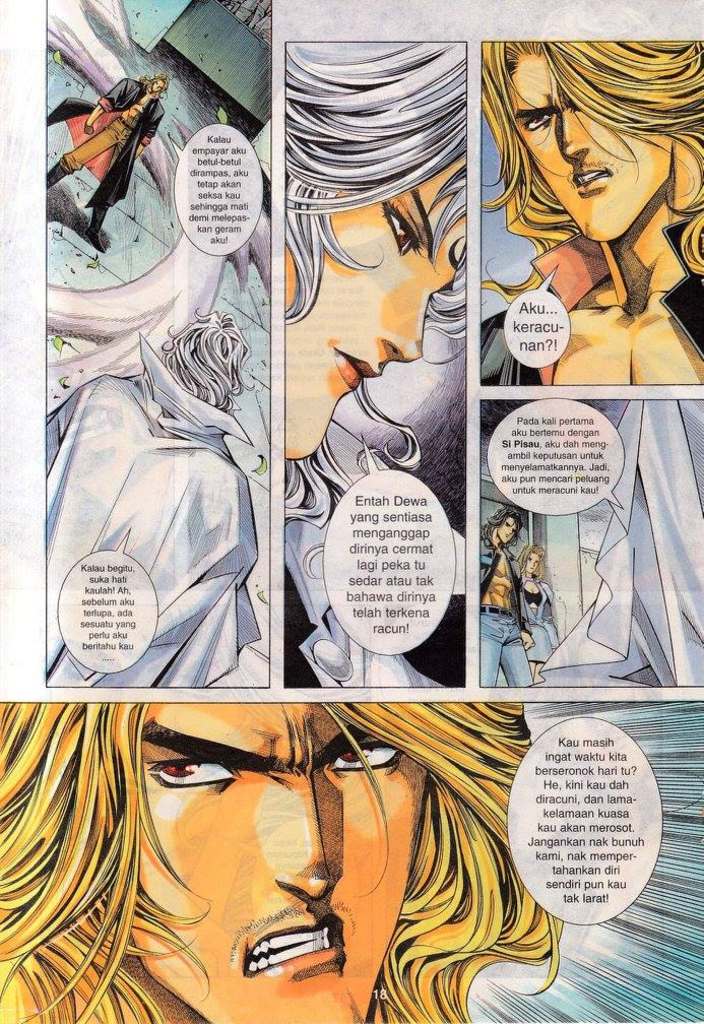 Kalau
empayar aku
betul-betul
dirampas, aku
tetap akan
seksa kau
sehingga mati
demi melepas-
kan geram
aku!
Kalau begitu,
suka hati
kaulah! Ah,
sebelum aku
terlupa, ada
sesuatu yang
perlu aku
beritahu kau
.....
Entah Dewa
yang sentiasa
menganggap
dirinya cermat
lagi peka tu
sedar atau tak
bahawa dirinya
telah terkena
racun!
Aku...
keracu-
nan?!
Pada kali pertama
aku bertemu dengan
Si Pisau, aku dah meng-
ambil keputusan untuk
menyelamatkannya. Jadi,
aku pun mencari peluang
untuk meracuni kau!
Kau masih
ingat waktu kita
berseronok hari tu?
He, kini kau dah
diracuni, dan lama-
kelamaan kuasa
kau akan merosot.
Jangankan nak bunuh
kami, nak memper-
tahankan diri
sendiri pun kau
tak larat!
18